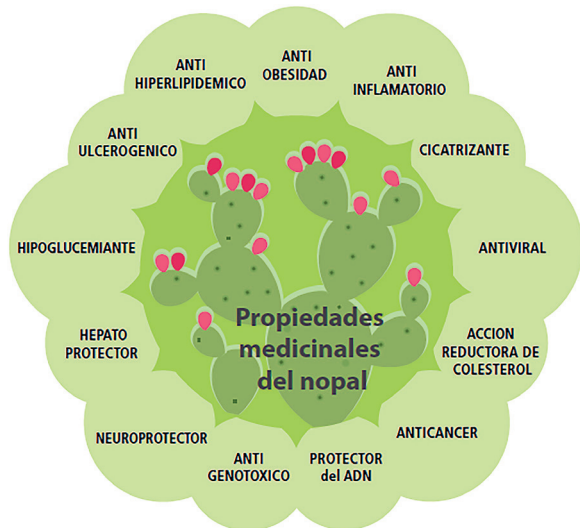 ANTI
OBESIDAD
ANTI
INFLAMATORIO
CICATRIZANTE
ANTIVIRAL
ACCION
REDUCTORA DE
COLESTEROL
ANTICANCER
PROTECTOR
del ADN
ANTI
GENOTOXICO
NEUROPROTECTOR
HEPATO
PROTECTOR
HIPOGLUCEMIANTE
ANTI
ULCEROGENICO
ANTI
HIPERLIPIDEMICO
Propiedades
medicinales
del nopal